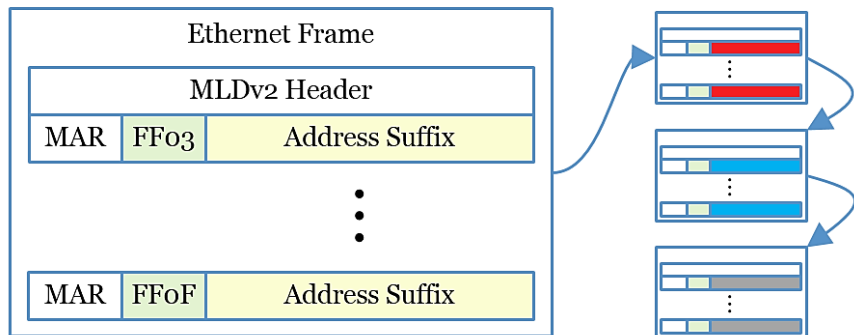 Ethernet Frame
MLDv2 Header
MAR FF03 Address Suffix
MAR FF0F Address Suffix